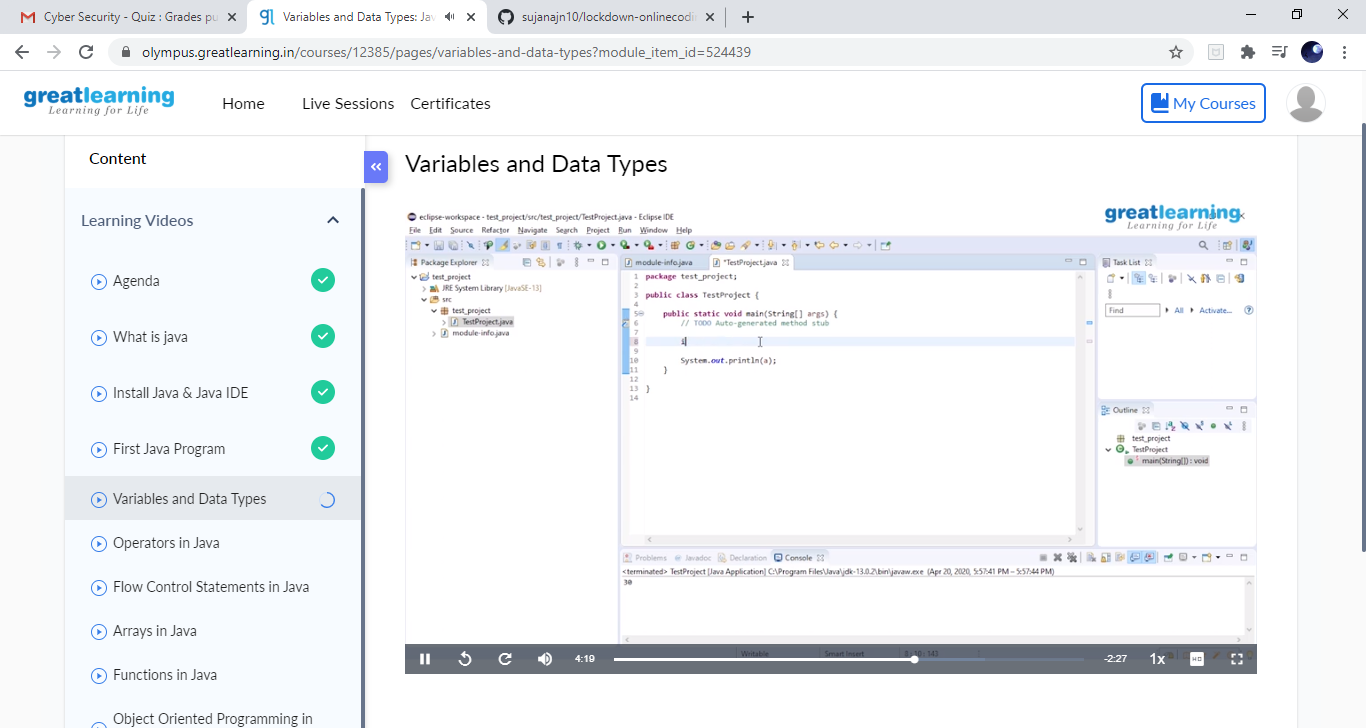 Cyber Security - Quiz : Grades pu
Variables and Data Types: Jav
sujanajn10/lockdown-onlinecodi
olympus.greatlearning.in/courses/12385/pages/variables-and-data-types?module_item_id=524439
greatlearning
Learning for Life
Home
Live Sessions
Certificates
My Courses
Content
Learning Videos
Agenda
What is java
Install Java & Java IDE
First Java Program
Variables and Data Types
Operators in Java
Flow Control Statements in Java
Arrays in Java
Functions in Java
Object Oriented Programming in
Variables and Data Types
eclipse-workspace - test_project/src/test_project/TestProject.java - Eclipse IDE
greatlearning
Learning for Life
File Edit Source Refactor Navigate Search Project Run Window Help
Package Explorer
test_project
JRE System Library [JavaSE-13]
src
test_project
TestProject.java
module-info.java
module-info.java
*TestProject.java
1 package test_project;
2
3 public class TestProject {
4
5 public static void main(String[] args) {
6 // TODO Auto-generated method stub
7
8 i
9
10 System.out.println(a);
11 }
12
13 }
14
Task List
Find
All
Activate...
Outline
test_project
TestProject
main(String[]) : void
Problems Javadoc Declaration Console
<terminated> TestProject [Java Application] C:\Program Files\Java\jdk-13.0.2\bin\javaw.exe (Apr 20, 2020, 5:57:41 PM – 5:57:44 PM)
30
Writable
Smart Insert
8 : 10 : 143
4:19
-2:27
1x
HD